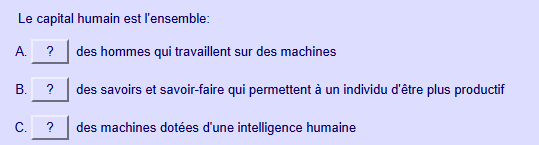 Le capital humain est l'ensemble:
A. ? des hommes qui travaillent sur des machines
B. ? des savoirs et savoir-faire qui permettent à un individu d'être plus productif
C. ? des machines dotées d'une intelligence humaine